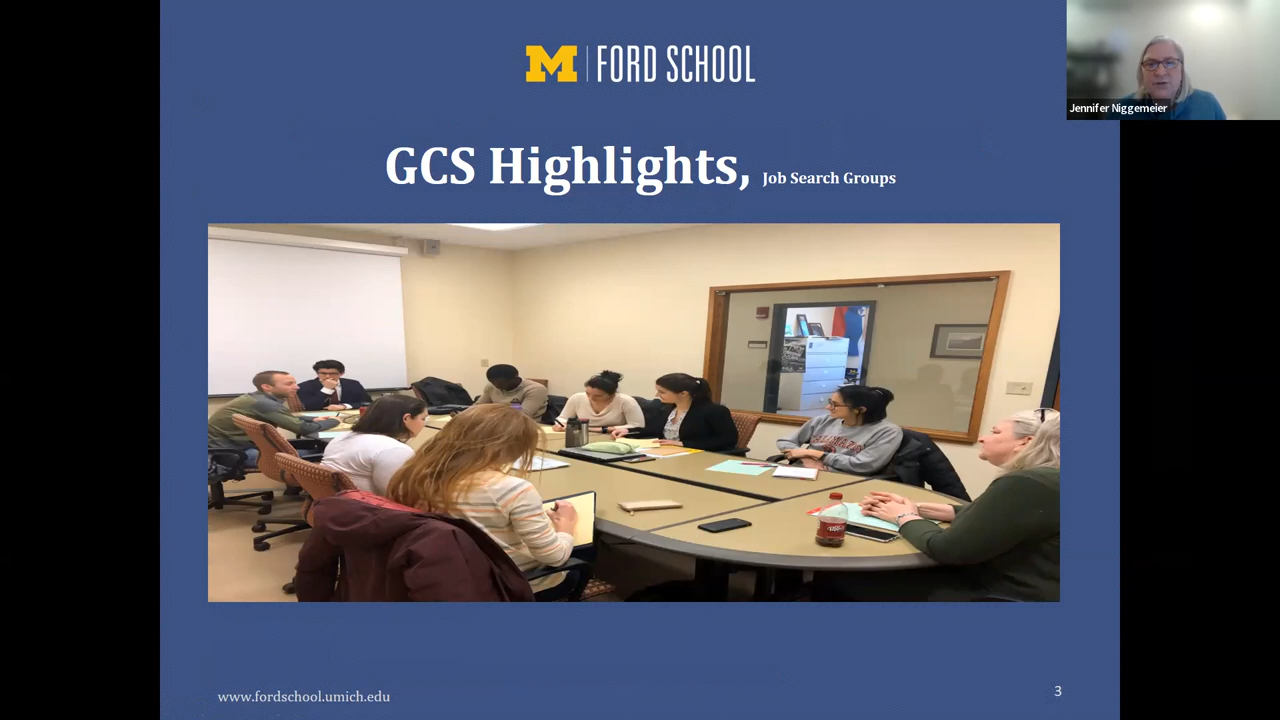 M | FORD SCHOOL
Jennifer Niggemeier
GCS Highlights, Job Search Groups
www.fordschool.umich.edu
3